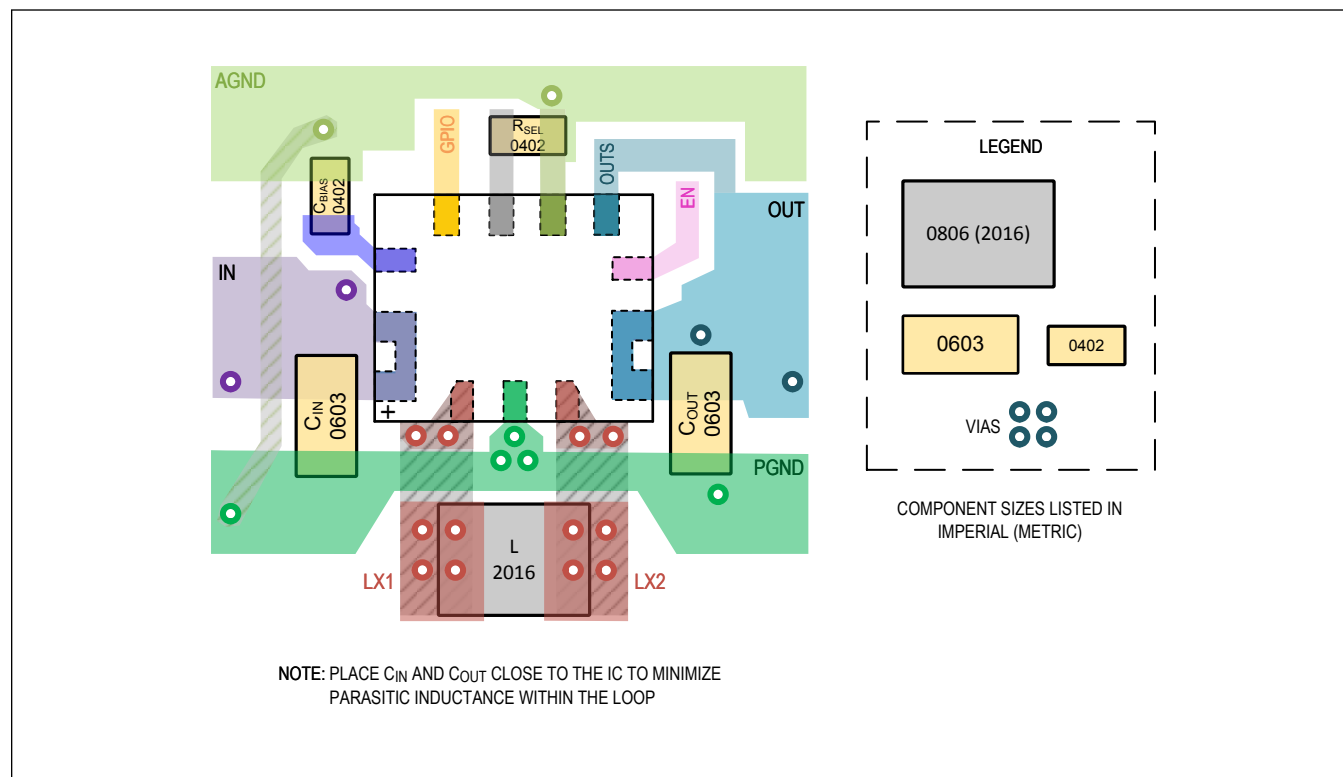 AGND
GPIO
RSEL
0402
OUTS
CBIAS
0402
EN
OUT
IN
+
CIN
0603
COUT
0603
PGND
L
2016
LX1
LX2
NOTE: PLACE CIN AND COUT CLOSE TO THE IC TO MINIMIZE
PARASITIC INDUCTANCE WITHIN THE LOOP
LEGEND
0806 (2016)
0603
0402
VIAS
COMPONENT SIZES LISTED IN
IMPERIAL (METRIC)